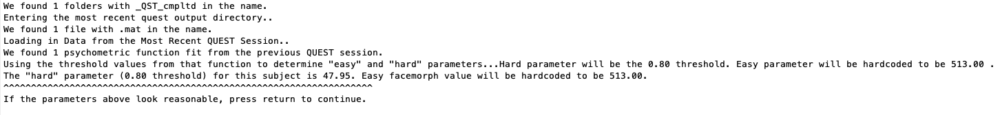 We found 1 folders with _QST_cmpltd in the name.
Entering the most recent quest output directory..
We found 1 file with .mat in the name.
Loading in Data from the Most Recent QUEST Session..
We found 1 psychometric function fit from the previous QUEST session.
Using the threshold values from that function to determine "easy" and "hard" parameters...Hard parameter will be the 0.80 threshold. Easy parameter will be hardcoded to be 513.00 .
The "hard" parameter (0.80 threshold) for this subject is 47.95. Easy facemorph value will be hardcoded to be 513.00.
^^^^^^^^^^^^^^^^^^^^^^^^^^^^^^^^^^^^^^^^^^^^^^^^^^^^^^^^^^^^^^^^^^^
If the parameters above look reasonable, press return to continue.